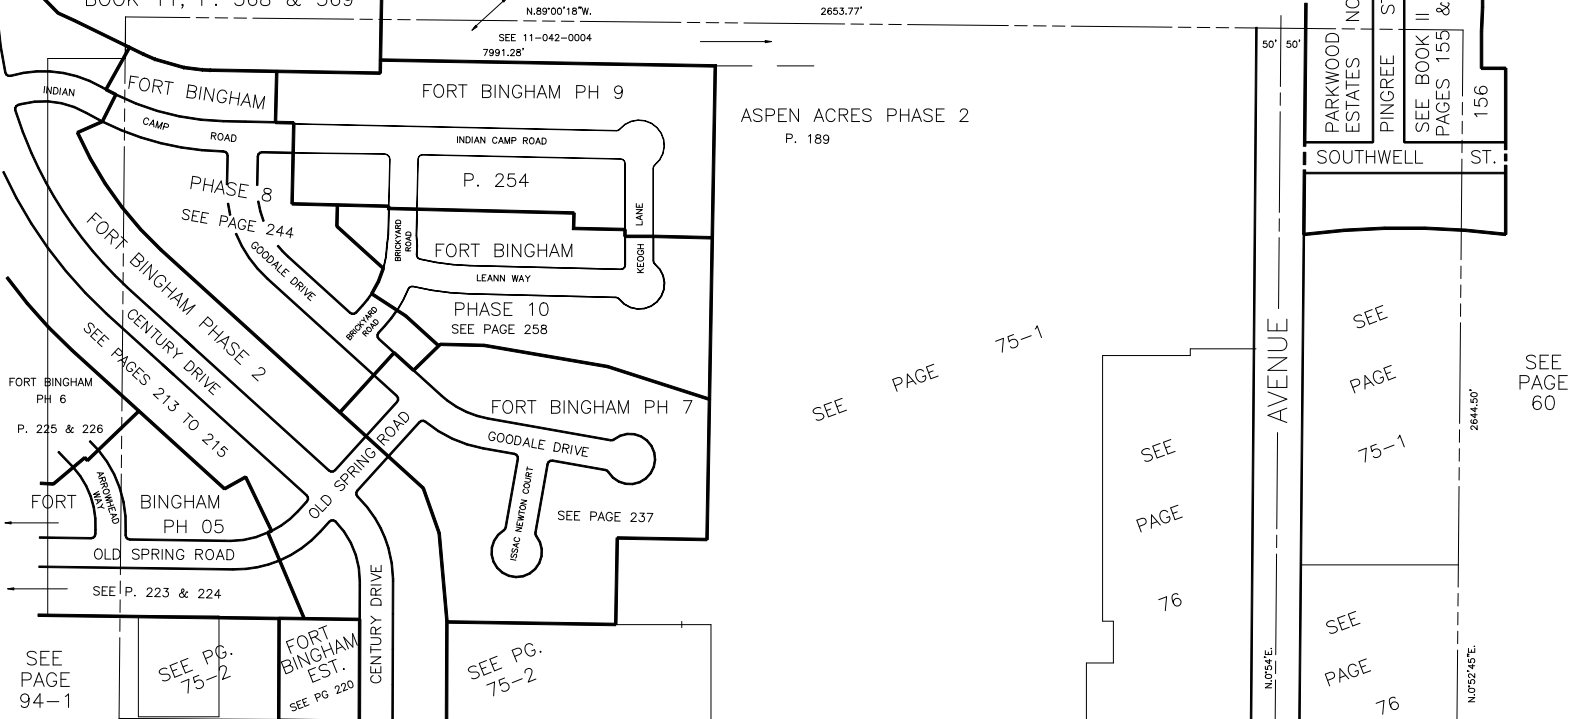 BOOK 11, P. 368 & 369
N.89°00'18"W.
2653.77'
SEE 11-042-0004
7991.28'
50' 50'
PARKWOOD
ESTATES NO
PINGREE ST
SEE BOOK II
PAGES 155 &
156
SOUTHWELL ST.
INDIAN
CAMP
ROAD
FORT BINGHAM
PHASE 8
SEE PAGE 244
FORT BINGHAM PH 9
INDIAN CAMP ROAD
P. 254
KEOGH LANE
ASPEN ACRES PHASE 2
P. 189
FORT BINGHAM PHASE 2
CENTURY DRIVE
SEE PAGES 213 TO 215
GOODALE DRIVE
BRICKYARD
ROAD
BRICKYARD
ROAD
FORT BINGHAM
LEANN WAY
PHASE 10
SEE PAGE 258
FORT BINGHAM
PH 6
P. 225 & 226
OLD SPRING ROAD
FORT BINGHAM PH 7
GOODALE DRIVE
ISSAC NEWTON COURT
SEE PAGE 237
ARROWHEAD
WAY
FORT BINGHAM
PH 05
OLD SPRING ROAD
SEE P. 223 & 224
CENTURY DRIVE
SEE
PAGE
94-1
SEE PG.
75-2
FORT
BINGHAM
EST.
SEE PG 220
SEE PG.
75-2
SEE PAGE 75-1
SEE
PAGE
76
AVENUE
N.0°54'E.
SEE
PAGE
75-1
2644.50'
SEE
PAGE
60
SEE
PAGE
76
N.0°52'45"E.